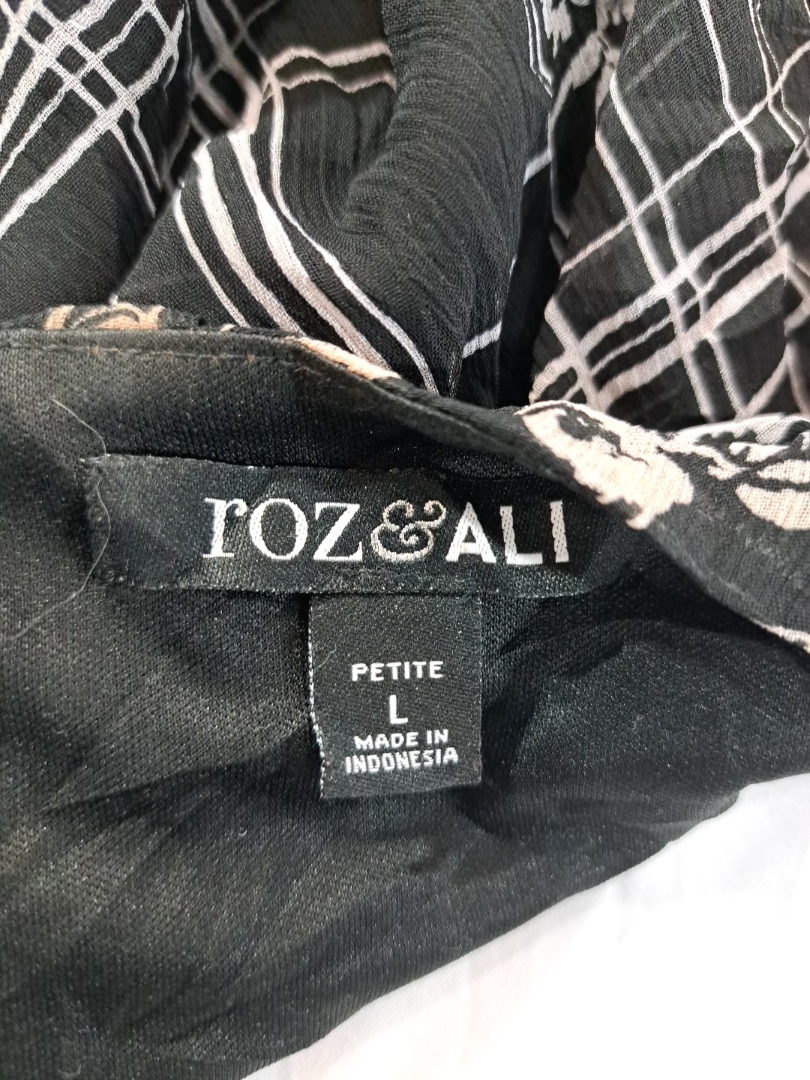 roz&ALI
PETITE
L
MADE IN
INDONESIA